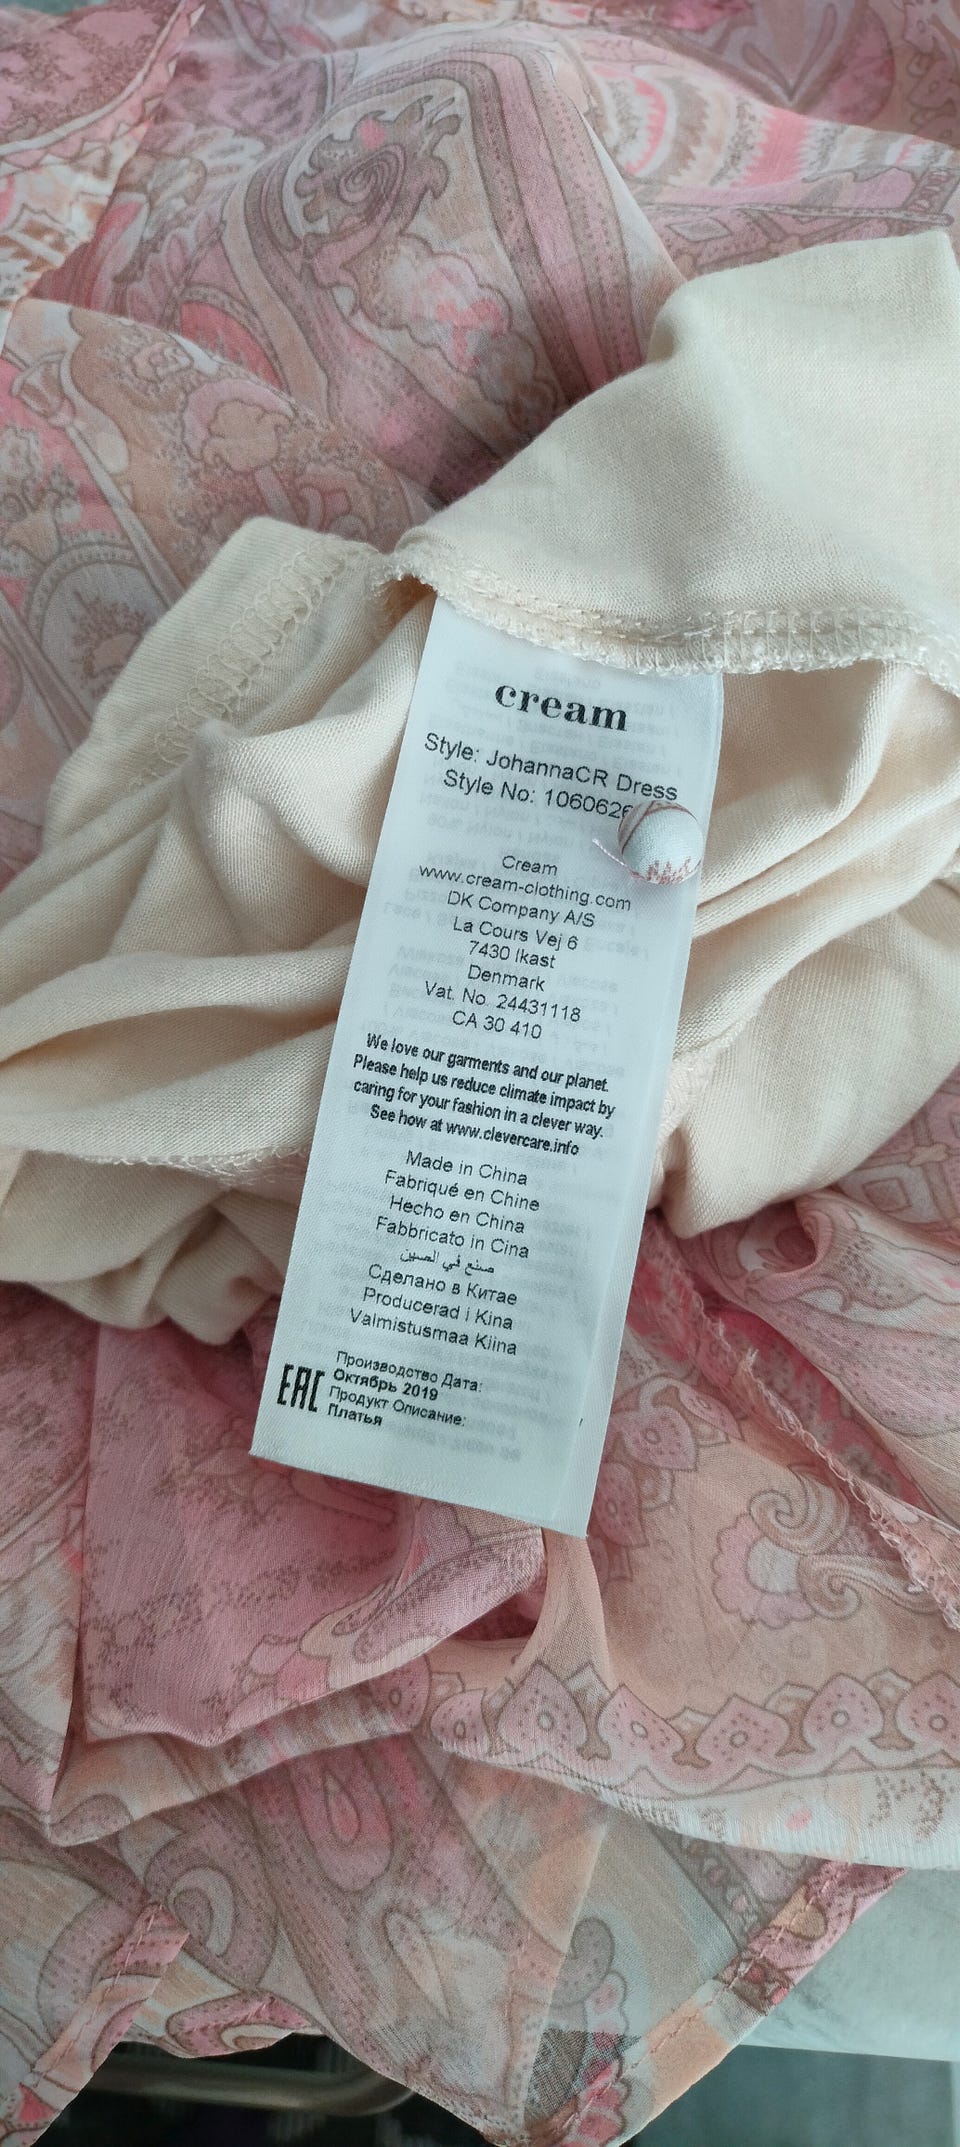 cream
Style: JohannaCR Dress
Style No: 1060626
Cream
www.cream-clothing.com
DK Company A/S
La Cours Vej 6
7430 Ikast
Denmark
Vat. No. 24431118
CA 30 410
We love our garments and our planet.
Please help us reduce climate impact by
caring for your fashion in a clever way.
See how at www.clevercare.info
Made in China
Fabriqué en Chine
Hecho en China
Fabbricato in Cina
صنع في الصين
Сделано в Китае
Producerad i Kina
Valmistusmaa Kiina
EAC
Производство Дата:
Октябрь 2019
Продукт Описание:
Платья